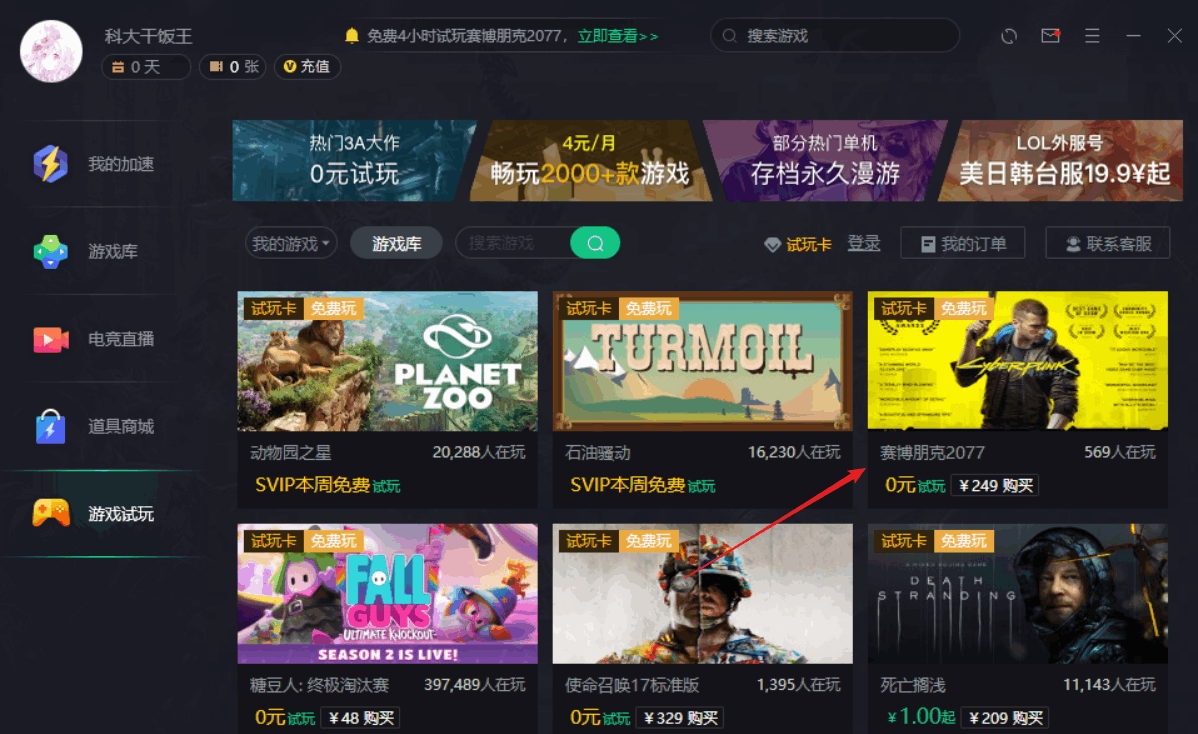 科大干饭王
免费4小时试玩赛博朋克2077，立即查看>>
搜索游戏
0 天
0 张
充值
热门3A大作
0元试玩
4元/月
畅玩2000+款游戏
部分热门单机
存档永久漫游
LOL外服号
美日韩台服19.9¥起
我的加速
游戏库
电竞直播
道具商城
游戏试玩
我的游戏
游戏库
搜索游戏
试玩卡
登录
我的订单
联系客服
试玩卡 免费玩
PLANET
ZOO
动物园之星 20,288人在玩
SVIP本周免费试玩
试玩卡 免费玩
TURMOIL
石油骚动 16,230人在玩
SVIP本周免费试玩
试玩卡 免费玩
CYBERPUNK
赛博朋克2077 569人在玩
0元试玩 ¥249 购买
试玩卡 免费玩
FALL
GUYS
ULTIMATE KNOCKOUT
SEASON 2 IS LIVE!
糖豆人: 终极淘汰赛 397,489人在玩
0元试玩 ¥48 购买
试玩卡 免费玩
使命召唤17标准版 1,395人在玩
0元试玩 ¥329 购买
试玩卡 免费玩
A HIDEO KOJIMA GAME
DEATH
STRANDING
死亡搁浅 11,143人在玩
¥1.00起 ¥209 购买